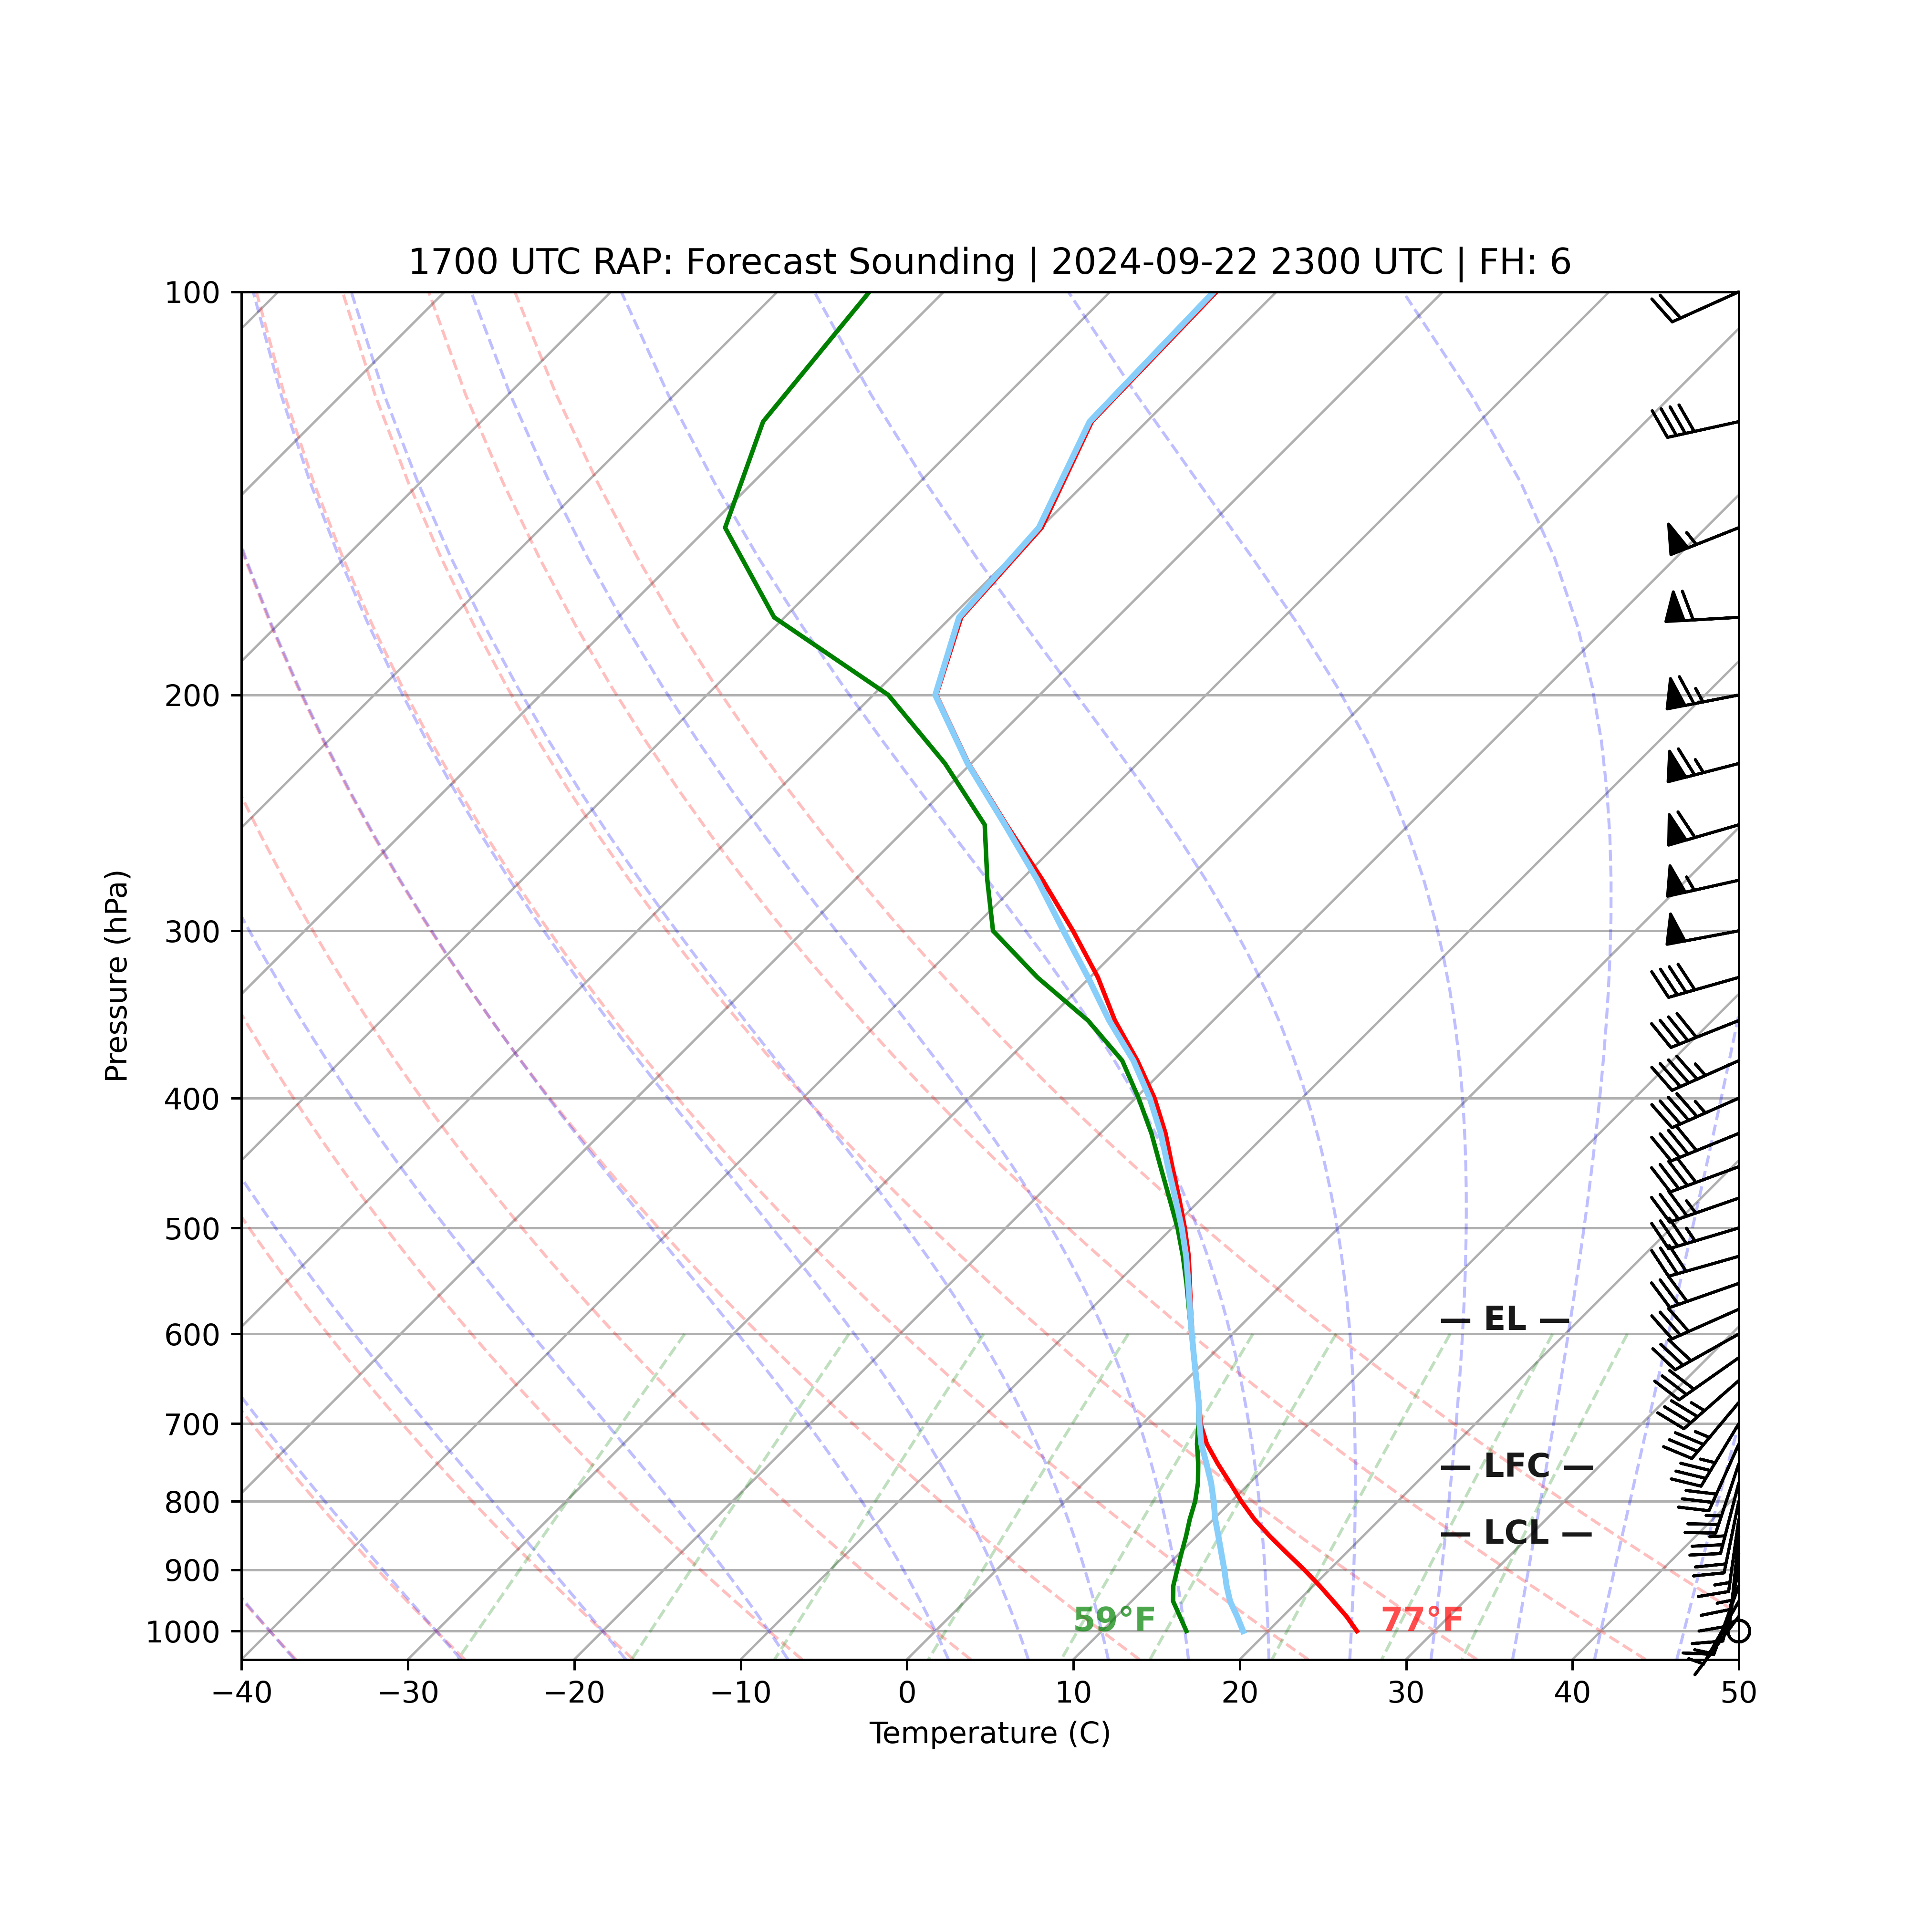 1700 UTC RAP: Forecast Sounding | 2024-09-22 2300 UTC | FH: 6
100
200
300
400
500
600
700
800
900
1000
Pressure (hPa)
— EL —
— LFC —
— LCL —
59°F
77°F
−40 −30 −20 −10 0 10 20 30 40 50
Temperature (C)